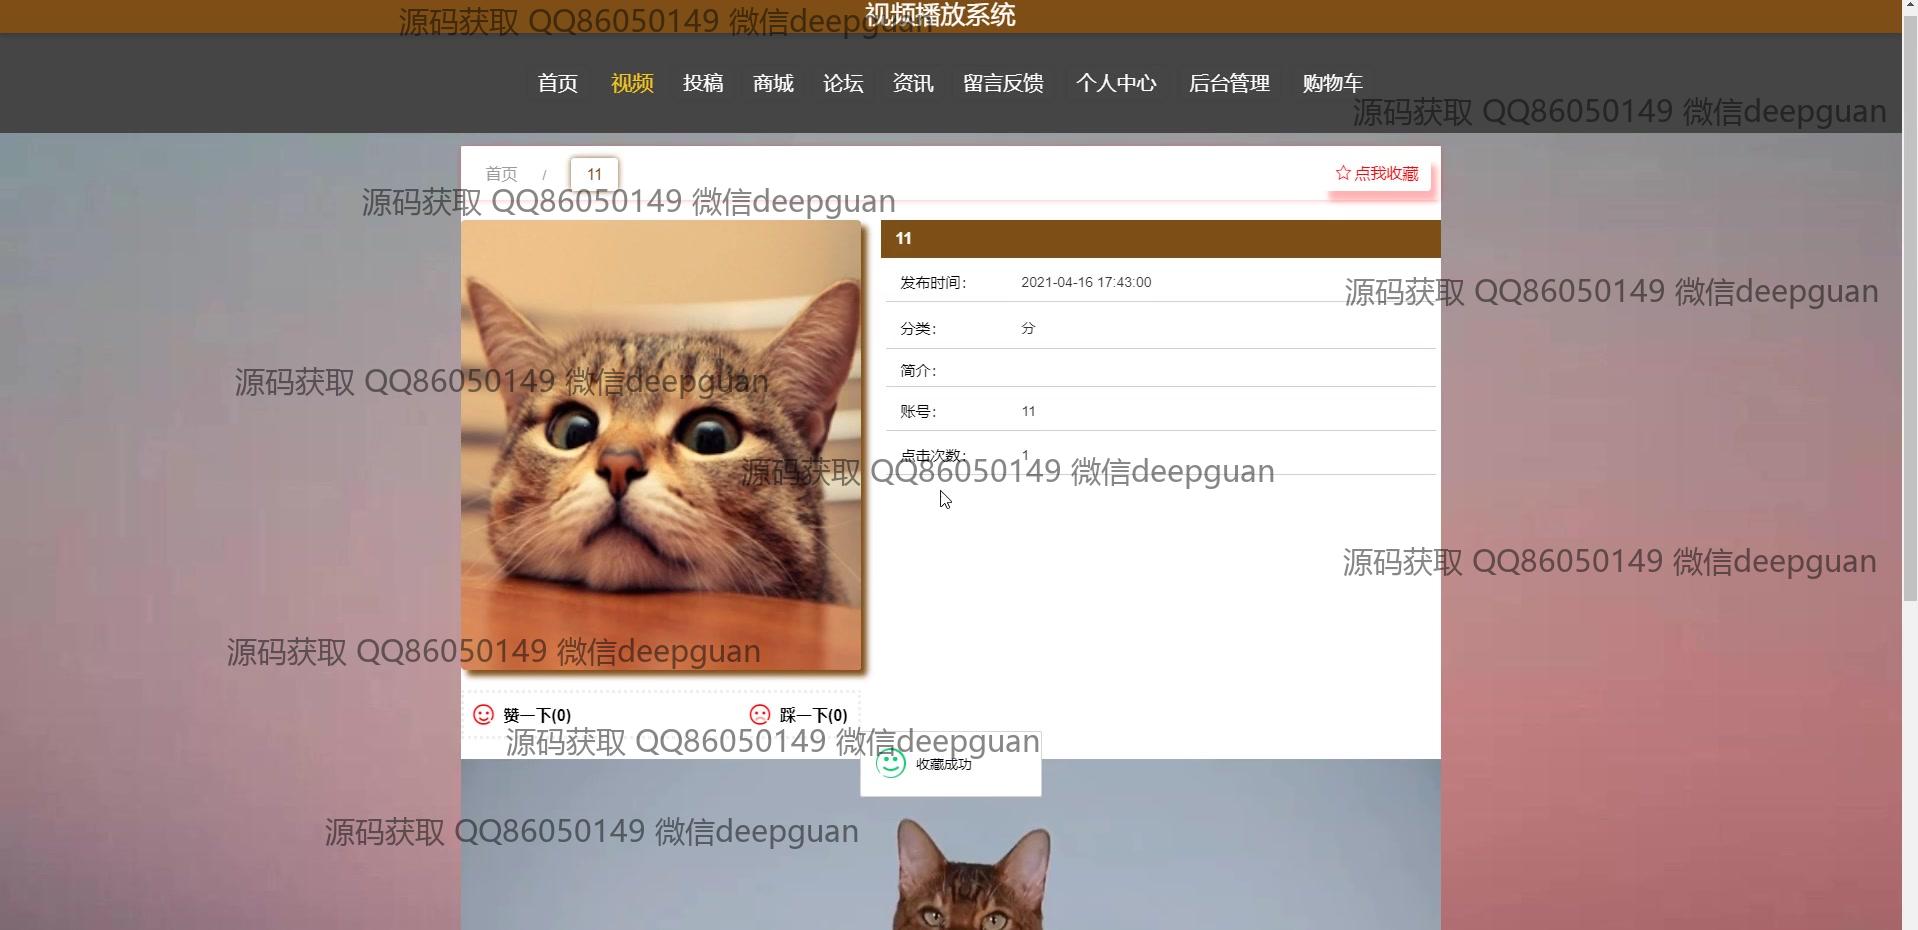 视频播放系统
源码获取 QQ86050149 微信deepguan
首页 视频 投稿 商城 论坛 资讯 留言反馈 个人中心 后台管理 购物车
源码获取 QQ86050149 微信deepguan
首页 / 11 点我收藏
源码获取 QQ86050149 微信deepguan
11
发布时间： 2021-04-16 17:43:00
源码获取 QQ86050149 微信deepguan
分类： 分
简介：
源码获取 QQ86050149 微信deepguan
账号： 11
点击次数： 1
源码获取 QQ86050149 微信deepguan
源码获取 QQ86050149 微信deepguan
源码获取 QQ86050149 微信deepguan
赞一下(0) 踩一下(0)
源码获取 QQ86050149 微信deepguan
收藏成功
源码获取 QQ86050149 微信deepguan